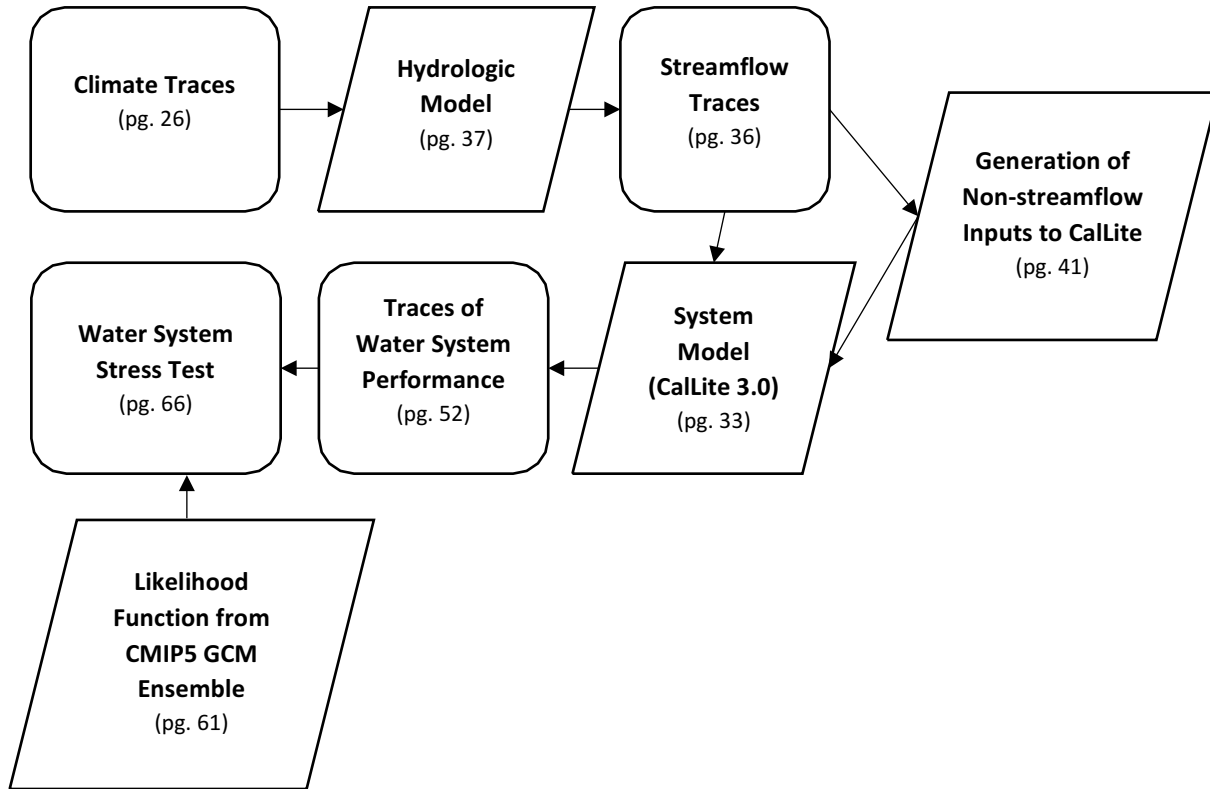 Climate Traces
(pg. 26)
Hydrologic
Model
(pg. 37)
Streamflow
Traces
(pg. 36)
Generation of
Non-streamflow
Inputs to CalLite
(pg. 41)
Water System
Stress Test
(pg. 66)
Traces of
Water System
Performance
(pg. 52)
System
Model
(CalLite 3.0)
(pg. 33)
Likelihood
Function from
CMIP5 GCM
Ensemble
(pg. 61)